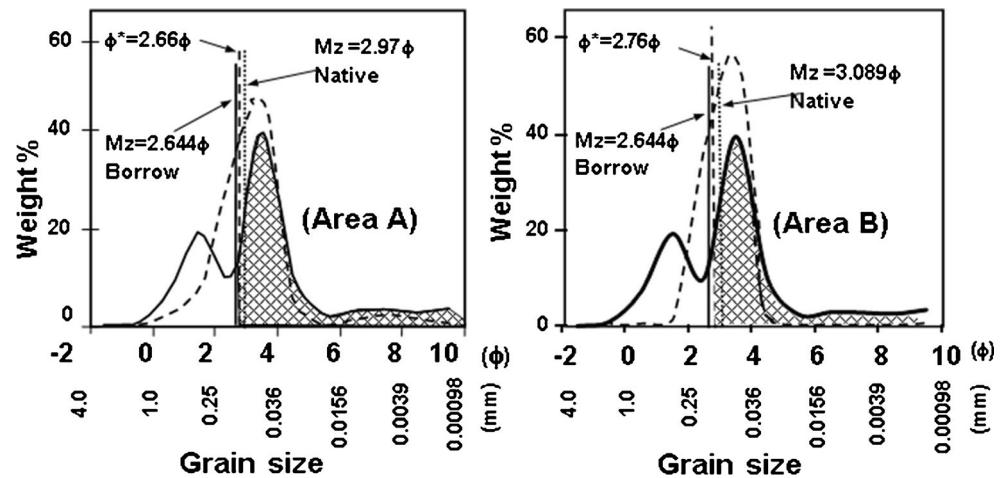 60
40
20
0
Weight %
ϕ*=2.66ϕ
Mz =2.97ϕ
Native
Mz=2.644ϕ
Borrow
(Area A)
-2 0 2 4 6 8 10 (ϕ)
4.0 1.0 0.25 0.036 0.0156 0.0039 0.00098 (mm)
Grain size
60
40
20
0
Weight %
ϕ*=2.76ϕ
Mz =3.089ϕ
Native
Mz=2.644ϕ
Borrow
(Area B)
-2 0 2 4 6 8 10 (ϕ)
4.0 1.0 0.25 0.036 0.0156 0.0039 0.00098 (mm)
Grain size